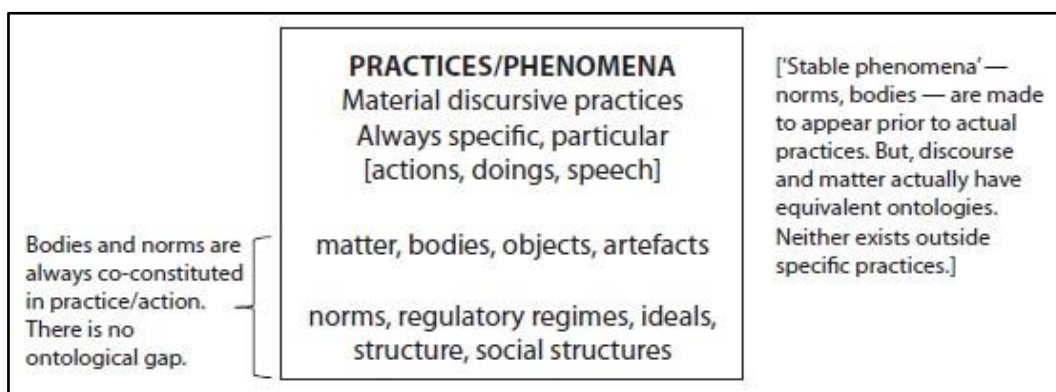 PRACTICES/PHENOMENA
Material discursive practices
Always specific, particular
[actions, doings, speech]
matter, bodies, objects, artefacts
norms, regulatory regimes, ideals,
structure, social structures
Bodies and norms are
always co-constituted
in practice/action.
There is no
ontological gap.
['Stable phenomena' —
norms, bodies — are made
to appear prior to actual
practices. But, discourse
and matter actually have
equivalent ontologies.
Neither exists outside
specific practices.]